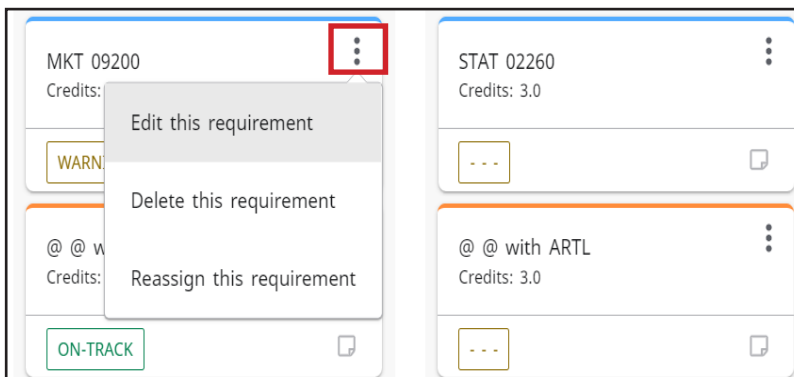 MKT 09200
Credits:
WARN
Edit this requirement
Delete this requirement
Reassign this requirement
@ @ w
Credits:
ON-TRACK
STAT 02260
Credits: 3.0
- - -
@ @ with ARTL
Credits: 3.0
- - -